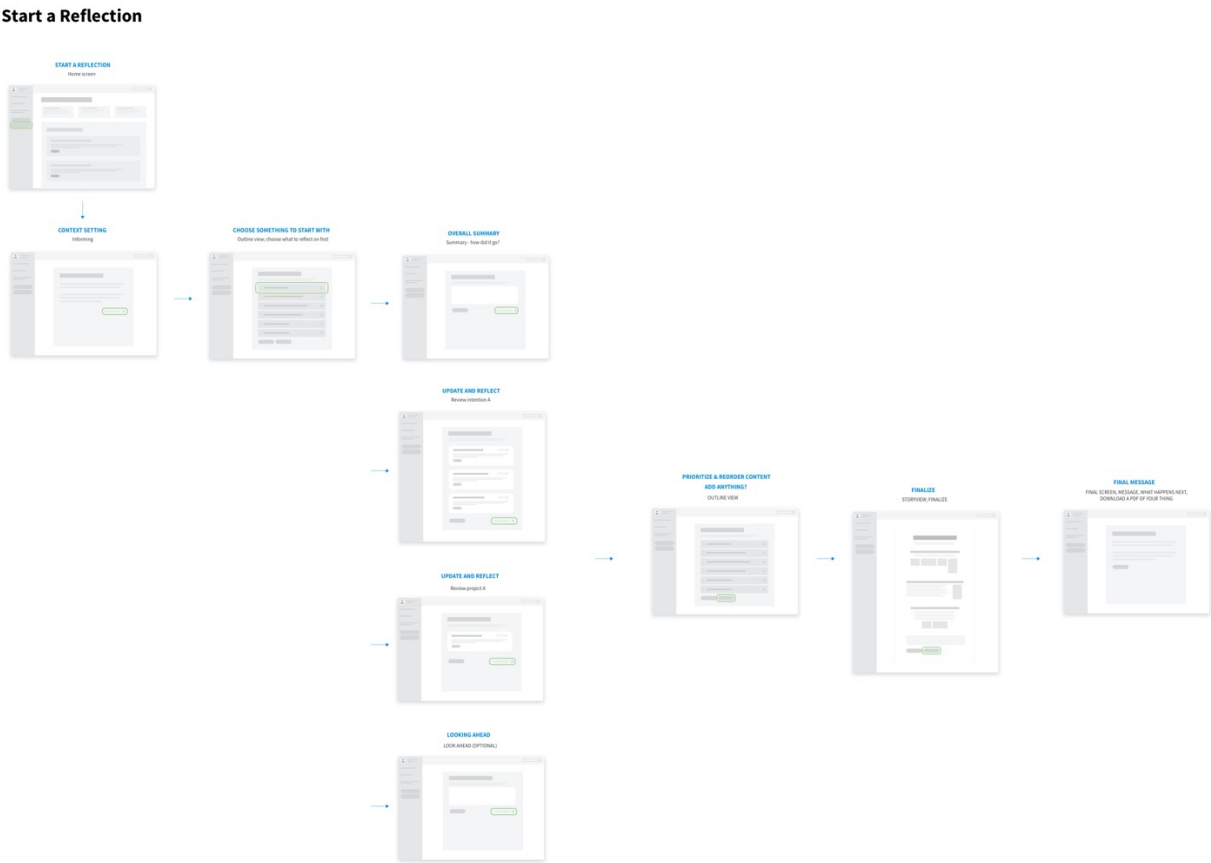 Start a Reflection
START A REFLECTION
Home screen
CONTEXT SETTING
Informing
CHOOSE SOMETHING TO START WITH
Outline view; choose what to reflect on first
OVERALL SUMMARY
Summary - how did it go?
UPDATE AND REFLECT
Review intention A
PRIORITIZE & REORDER CONTENT
ADD ANYTHING?
OUTLINE VIEW
FINALIZE
STORYVIEW, FINALIZE
FINAL MESSAGE
FINAL SCREEN, MESSAGE, WHAT HAPPENS NEXT,
DOWNLOAD A PDF OF YOUR THING
UPDATE AND REFLECT
Review project A
LOOKING AHEAD
LOOK AHEAD (OPTIONAL)